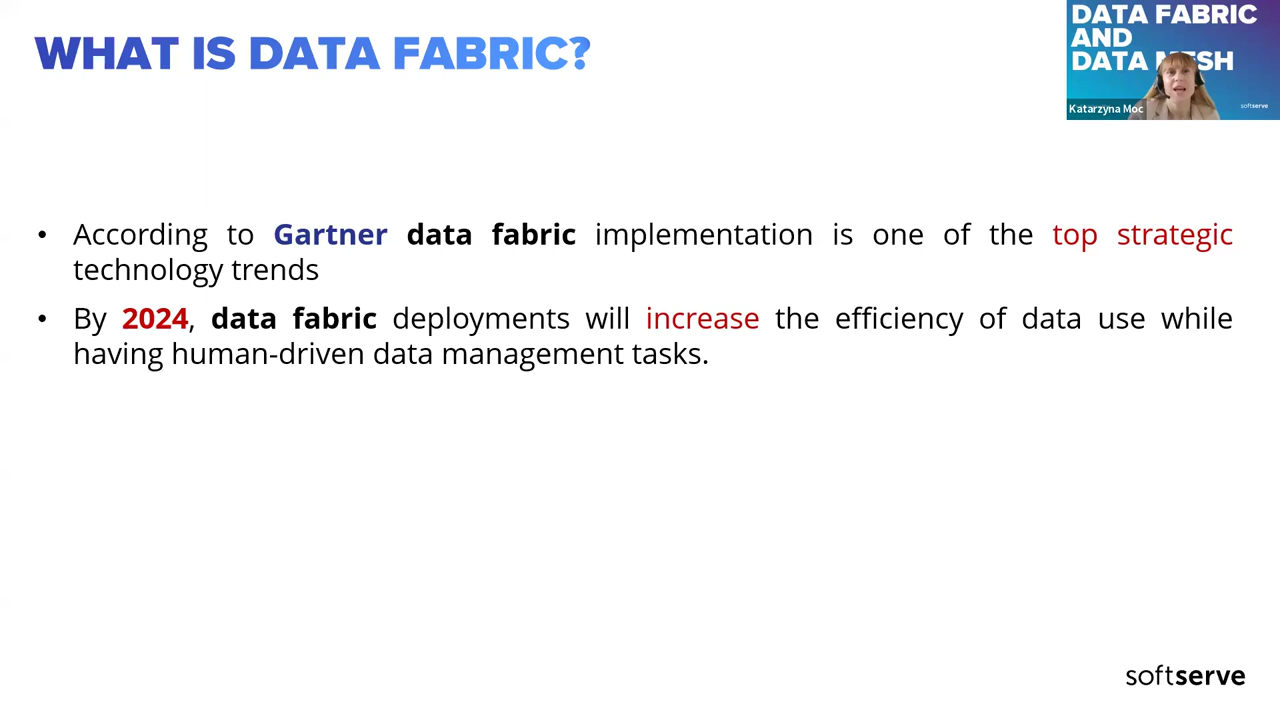 WHAT IS DATA FABRIC?
DATA FABRIC
AND
DATA MESH
softserve
Katarzyna Moc
• According to Gartner data fabric implementation is one of the top strategic
technology trends
• By 2024, data fabric deployments will increase the efficiency of data use while
having human-driven data management tasks.
softserve